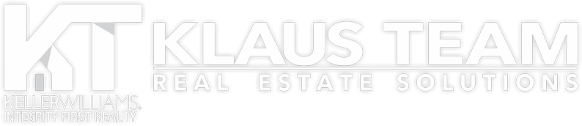 KT
KELLERWILLIAMS.
INTEGRITY FIRST REALTY
KLAUS TEAM
REAL ESTATE SOLUTIONS